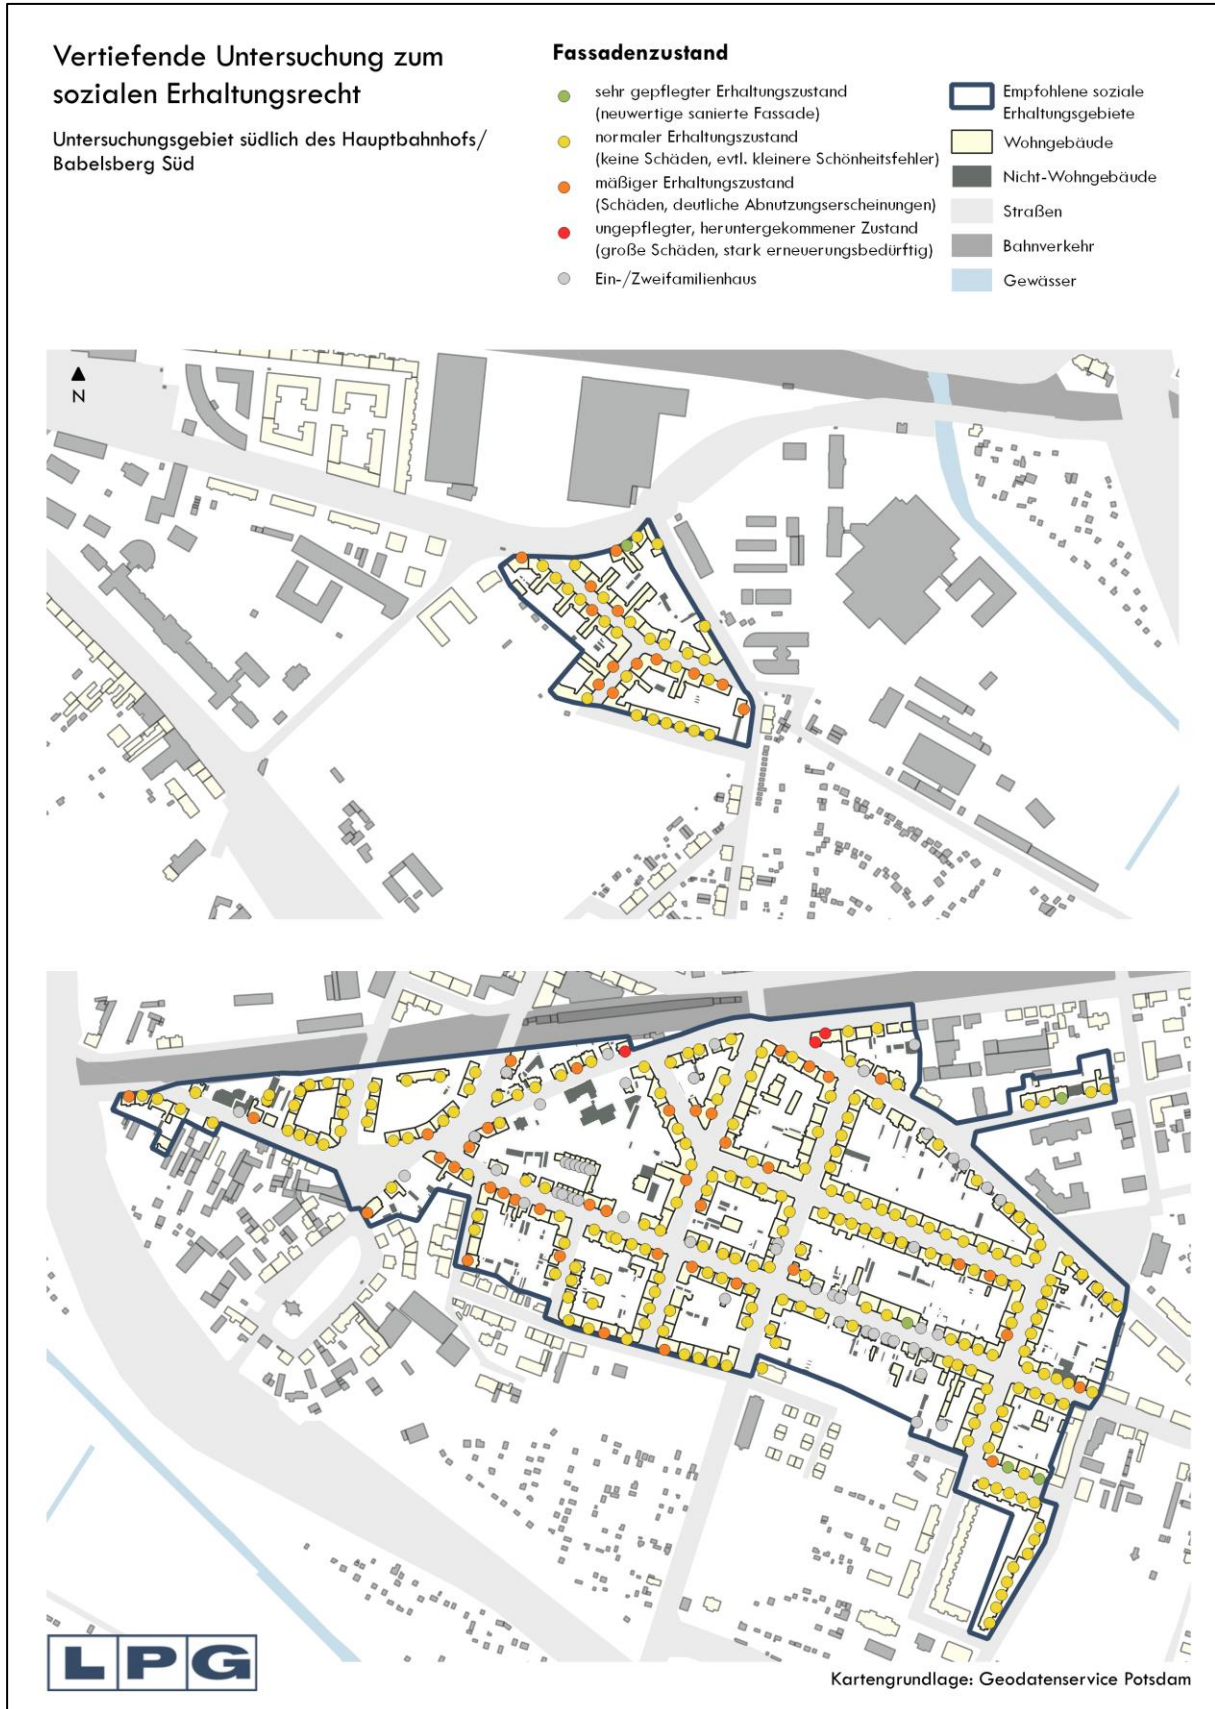 Vertiefende Untersuchung zum
sozialen Erhaltungsrecht
Untersuchungsgebiet südlich des Hauptbahnhofs/
Babelsberg Süd
Fassadenzustand
sehr gepflegter Erhaltungszustand
(neuwertige sanierte Fassade)
normaler Erhaltungszustand
(keine Schäden, evtl. kleinere Schönheitsfehler)
mäßiger Erhaltungszustand
(Schäden, deutliche Abnutzungserscheinungen)
ungepflegter, heruntergekommener Zustand
(große Schäden, stark erneuerungsbedürftig)
Ein-/Zweifamilienhaus
Empfohlene soziale
Erhaltungsgebiete
Wohngebäude
Nicht-Wohngebäude
Straßen
Bahnverkehr
Gewässer
N
LPG
Kartengrundlage: Geodatenservice Potsdam